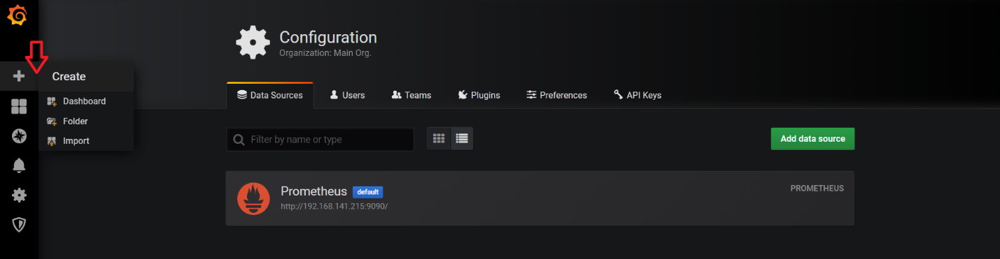 Configuration
Organization: Main Org.
Create
Dashboard
Folder
Import
Data Sources Users Teams Plugins Preferences API Keys
Filter by name or type
Add data source
Prometheus default
http://192.168.141.215:9090/
PROMETHEUS